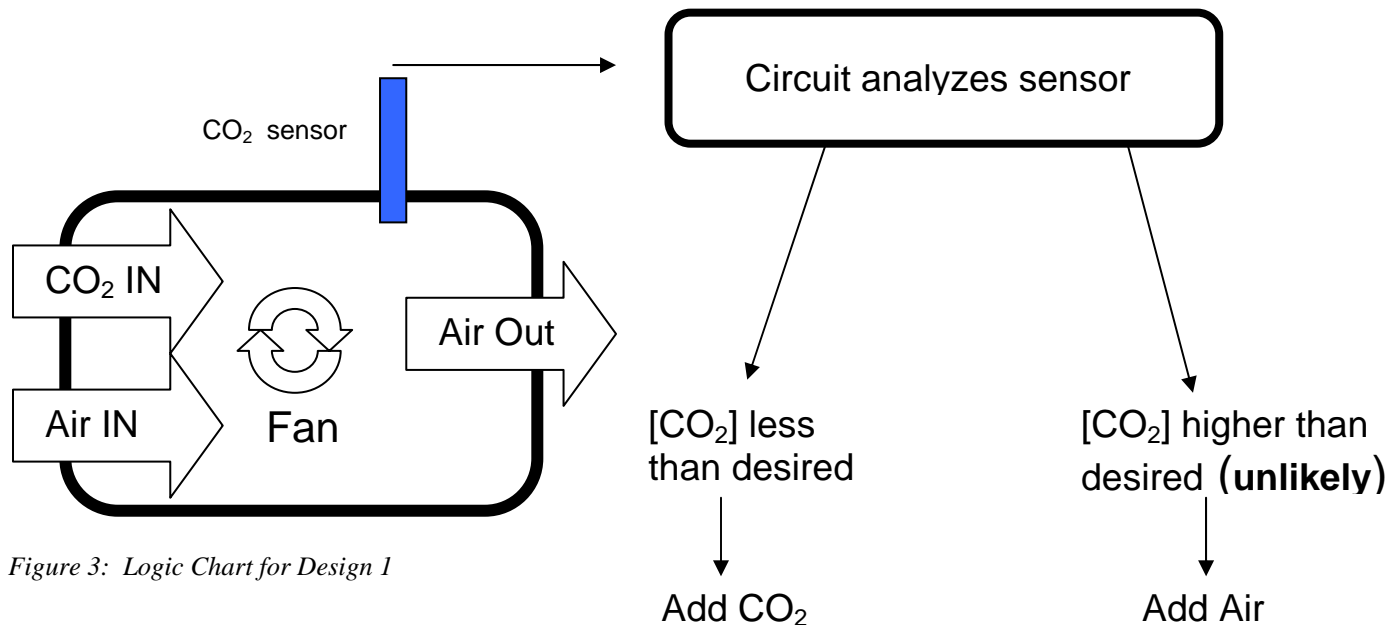 Circuit analyzes sensor
CO₂ sensor
CO₂ IN
Air Out
Air IN
Fan
[CO₂] less
than desired
[CO₂] higher than
desired (unlikely)
Figure 3: Logic Chart for Design 1
Add CO₂
Add Air